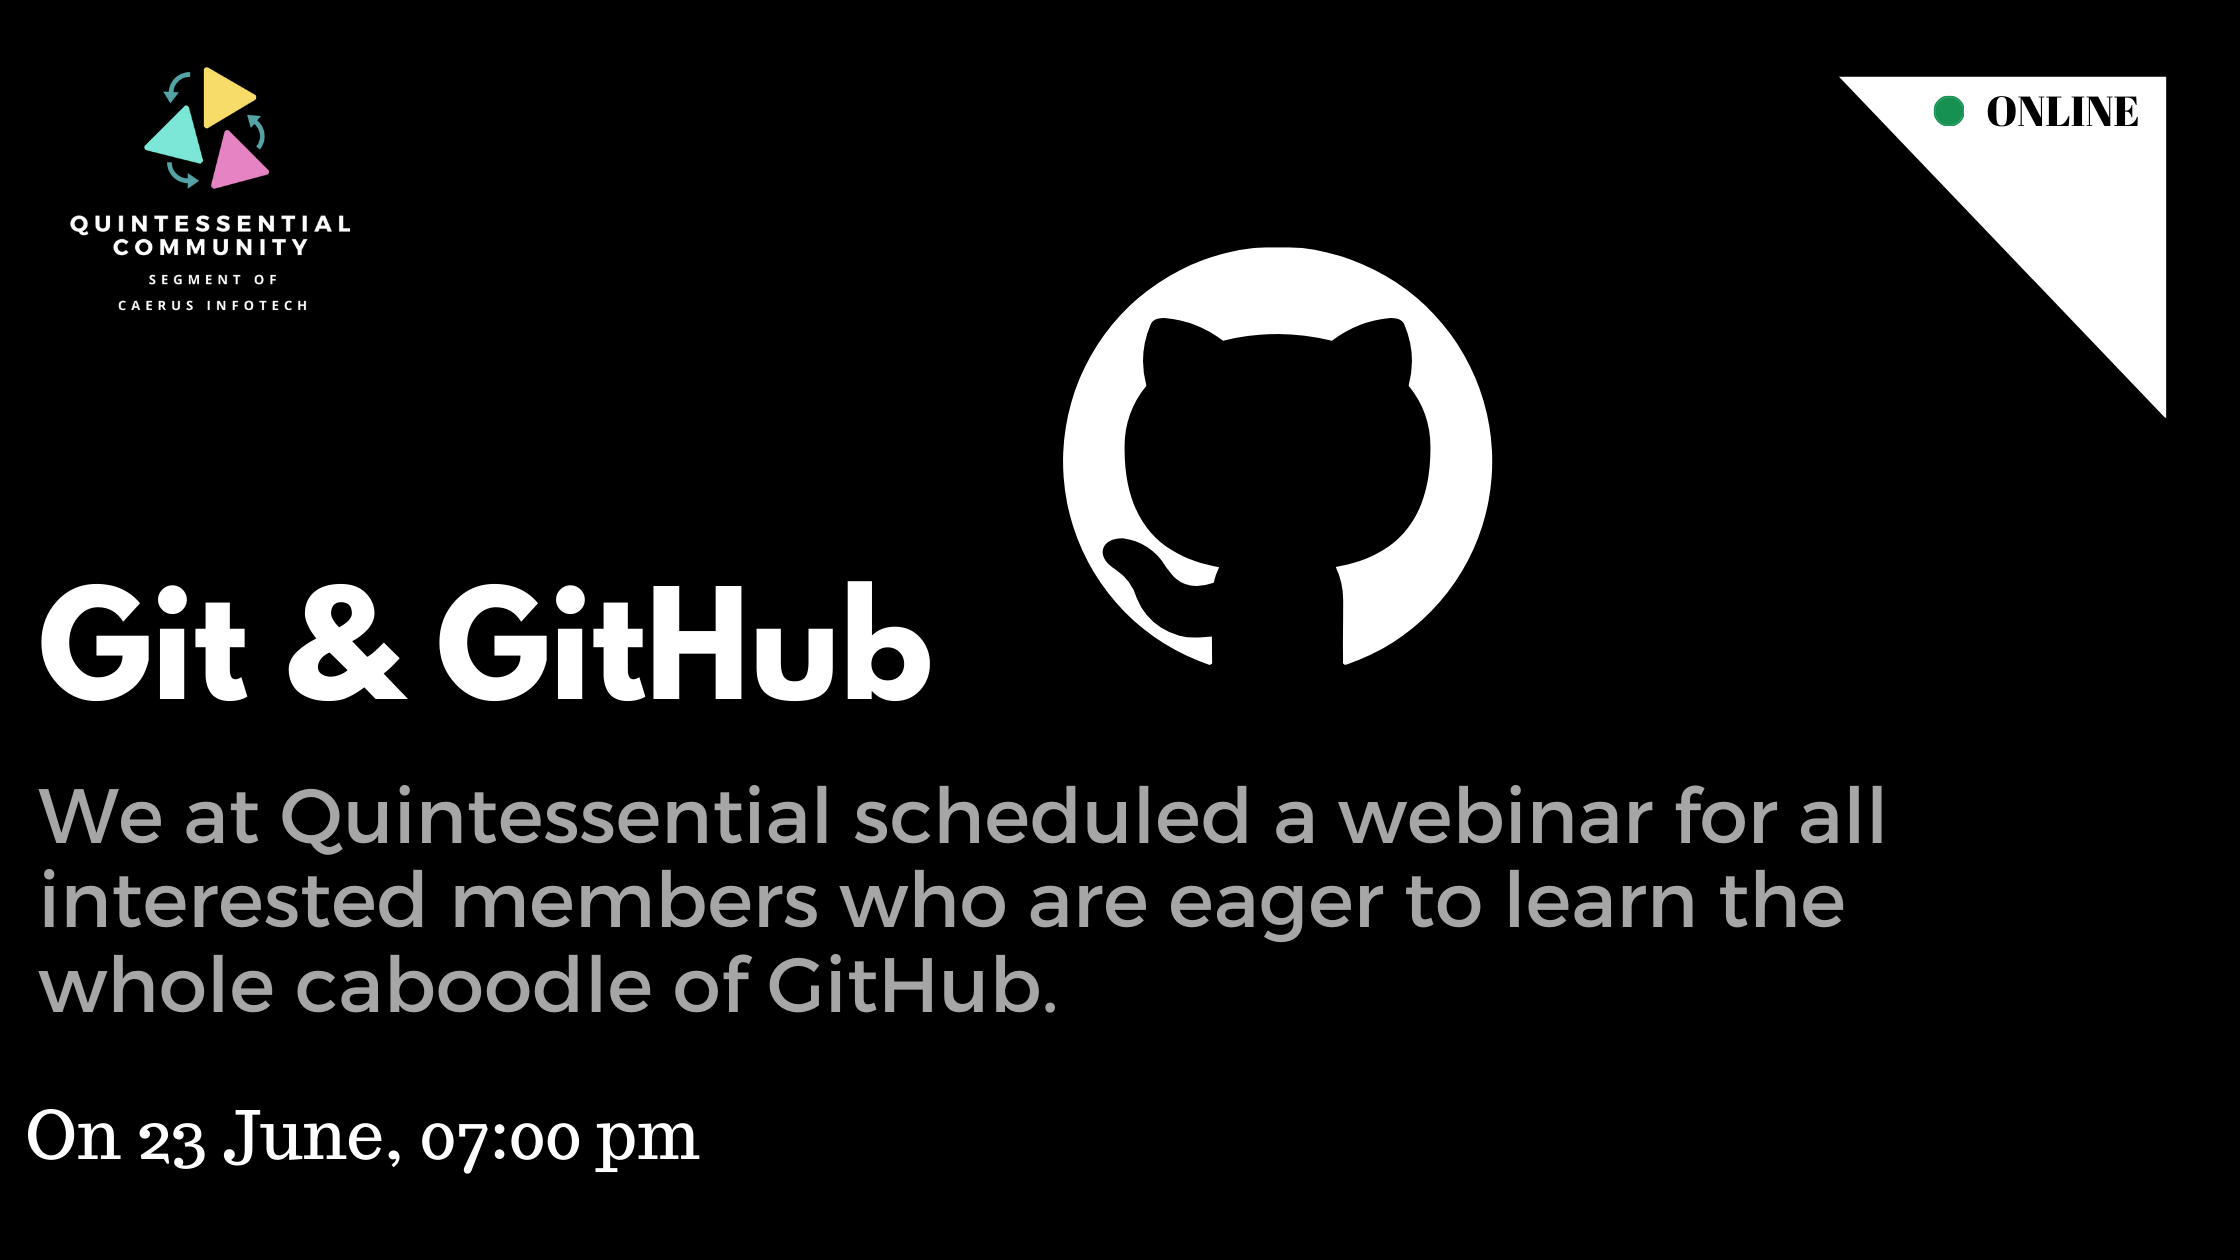 QUINTESSENTIAL
COMMUNITY
SEGMENT OF
CAERUS INFOTECH
ONLINE
Git & GitHub
We at Quintessential scheduled a webinar for all
interested members who are eager to learn the
whole caboodle of GitHub.
On 23 June, 07:00 pm